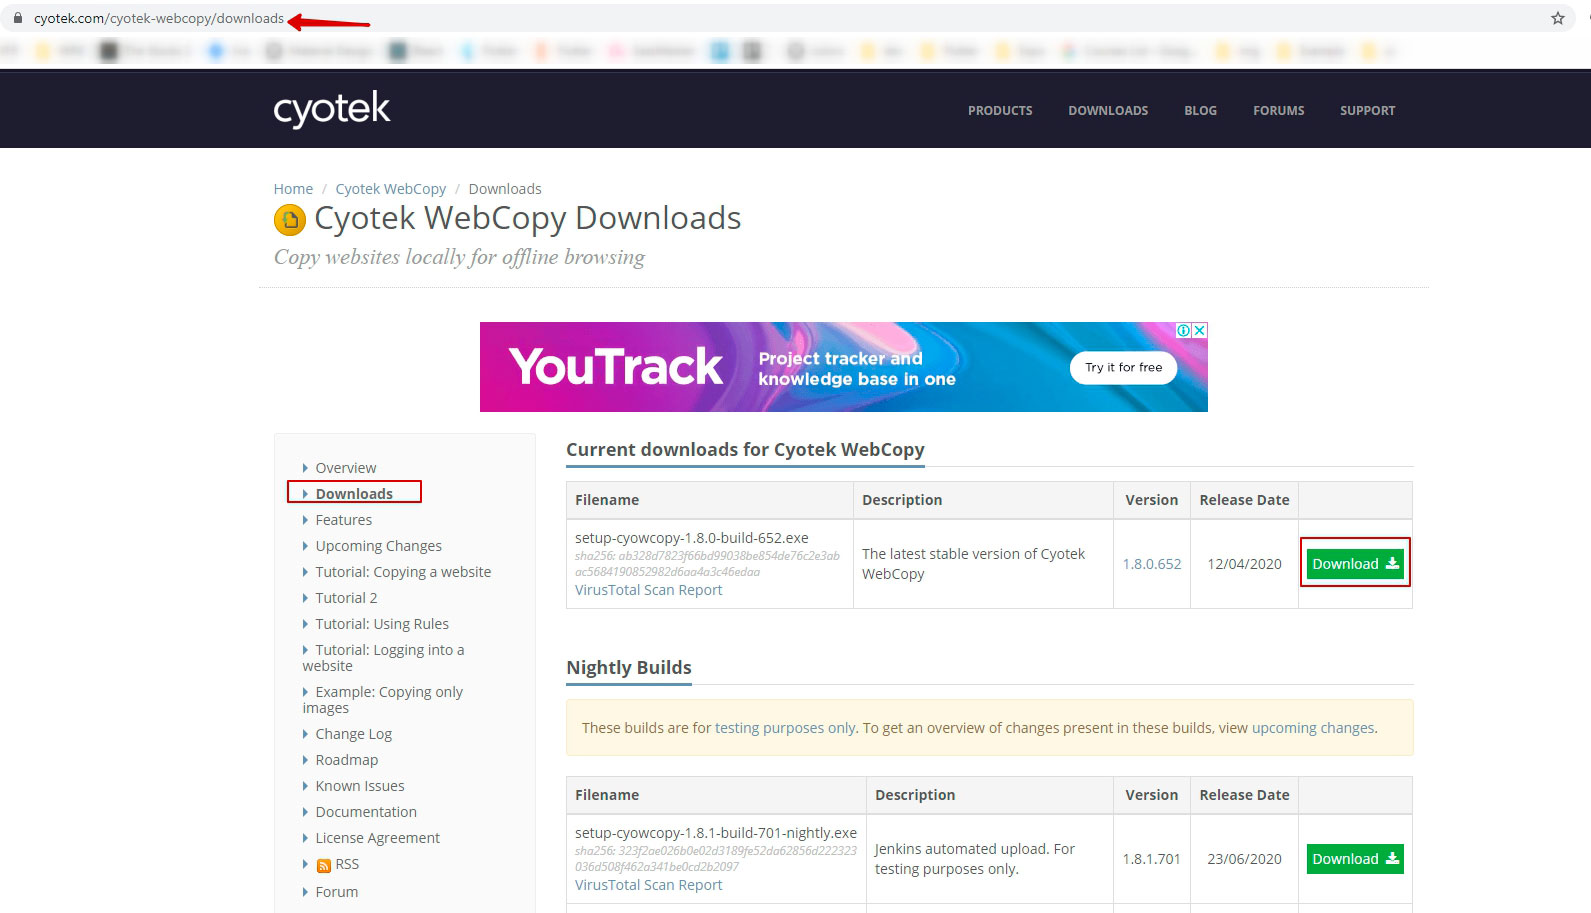 cyotek.com/cyotek-webcopy/downloads
cyotek
PRODUCTS DOWNLOADS BLOG FORUMS SUPPORT
Home / Cyotek WebCopy / Downloads
Cyotek WebCopy Downloads
Copy websites locally for offline browsing
YouTrack
Project tracker and
knowledge base in one
Try it for free
Overview
Downloads
Features
Upcoming Changes
Tutorial: Copying a website
Tutorial 2
Tutorial: Using Rules
Tutorial: Logging into a
website
Example: Copying only
images
Change Log
Roadmap
Known Issues
Documentation
License Agreement
RSS
Forum
Current downloads for Cyotek WebCopy
Filename Description Version Release Date
setup-cyowcopy-1.8.0-build-652.exe
sha256: ab328d7823f66bd99038be854de76c2e3ab
ac5684190852982d6aa4a3c46edaa
VirusTotal Scan Report
The latest stable version of Cyotek
WebCopy
1.8.0.652
12/04/2020
Download
Nightly Builds
These builds are for testing purposes only. To get an overview of changes present in these builds, view upcoming changes.
Filename Description Version Release Date
setup-cyowcopy-1.8.1-build-701-nightly.exe
sha256: 323f2ae026b0e02d3189fe52da62856d222323
036d508f462a341be0cd2b2097
VirusTotal Scan Report
Jenkins automated upload. For
testing purposes only.
1.8.1.701
23/06/2020
Download